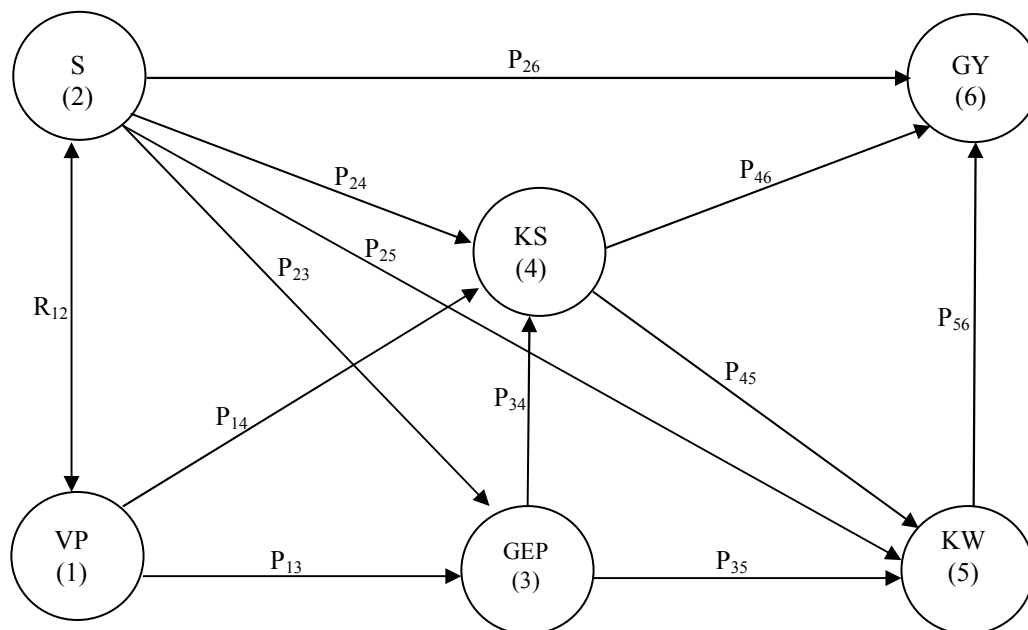 S
(2)
P₂₆
GY
(6)
P₂₄
P₄₆
KS
(4)
P₂₅
P₂₃
R₁₂
P₅₆
P₄₅
P₁₄
P₃₄
VP
(1)
GEP
(3)
KW
(5)
P₁₃
P₃₅